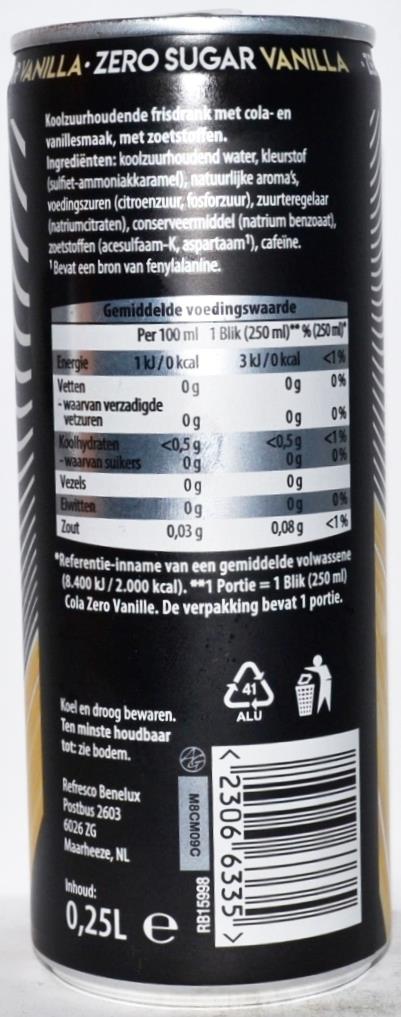 VANILLA · ZERO SUGAR VANILLA
Koolzuurhoudende frisdrank met cola- en
vanillesmaak, met zoetstoffen.
Ingrediënten: koolzuurhoudend water, kleurstof
(sulfiet-ammoniakkaramel), natuurlijke aroma's,
voedingszuren (citroenzuur, fosforzuur), zuurteregelaar
(natriumcitraten), conserveermiddel (natrium benzoaat),
zoetstoffen (acesulfaam-K, aspartaam¹), cafeïne.
¹Bevat een bron van fenylalanine.
Gemiddelde voedingswaarde
Per 100 ml 1 Blik (250 ml)** % (250 ml)*
Energie 1 kJ / 0 kcal 3 kJ / 0 kcal <1%
Vetten 0 g 0 g 0%
- waarvan verzadigde
vetzuren 0 g 0 g 0%
Koolhydraten <0,5 g <0,5 g <1%
- waarvan suikers 0 g 0 g 0%
Vezels 0 g 0 g
Eiwitten 0 g 0 g 0%
Zout 0,03 g 0,08 g <1%
*Referentie-inname van een gemiddelde volwassene
(8.400 kJ / 2.000 kcal). **1 Portie = 1 Blik (250 ml)
Cola Zero Vanille. De verpakking bevat 1 portie.
41
ALU
Koel en droog bewaren.
Ten minste houdbaar
tot: zie bodem.
Refresco Benelux
Postbus 2603
6026 ZG
Maarheeze, NL
Inhoud:
0,25L e
M8CM09C
RB15998
< 2306 6335 >